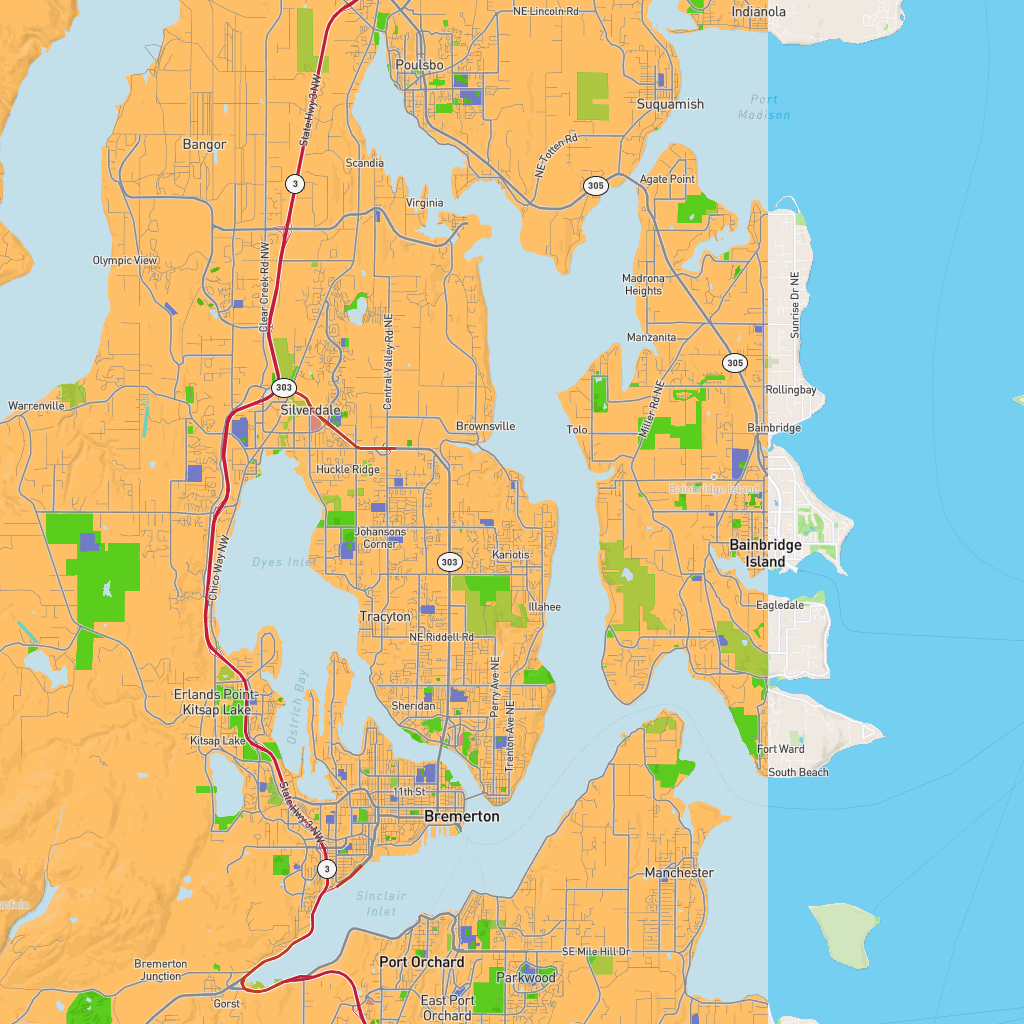 NE Lincoln Rd
Indianola
Poulsbo
State Hwy 3 NW
Suquamish
Port
Madison
Bangor
NE Totten Rd
Scandia
3
305
Agate Point
Virginia
Olympic View
Clear Creek Rd NW
Madrona
Heights
Sunrise Dr NE
Central Valley Rd NE
Manzanita
305
303
Rollingbay
Warrenville
Silverdale
Miller Rd NE
Brownsville
Tolo
Bainbridge
Huckle Ridge
Bainbridge Island
Johansons
Corner
Bainbridge
Island
Kariotis
303
Dyes Inle
Chico Way NW
Illahee
Eagledale
Tracyton
NE Riddell Rd
Perry Ave NE
Erlands Point-
Kitsap Lake
Ostrich Bay
Sheridan
Trenton Ave NE
Kitsap Lake
Fort Ward
South Beach
State Hwy 3 NW
11th St
Bremerton
3
Manchester
Sinclair
Inlet
SE Mile Hill Dr
Bremerton
Junction
Port Orchard
Parkwood
Gorst
East Port
Orchard